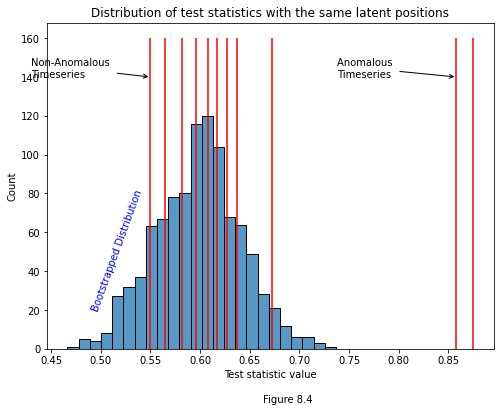 Distribution of test statistics with the same latent positions
160
140
120
100
80
60
40
20
0
Count
Non-Anomalous
Timeseries
Anomalous
Timeseries
Bootstrapped Distribution
0.45 0.50 0.55 0.60 0.65 0.70 0.75 0.80 0.85
Test statistic value
Figure 8.4